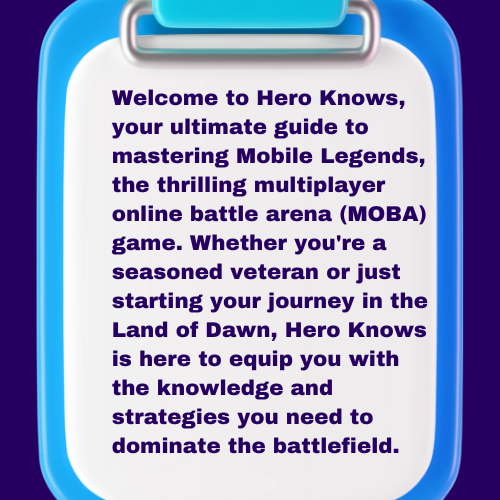 Welcome to Hero Knows,
your ultimate guide to
mastering Mobile Legends,
the thrilling multiplayer
online battle arena (MOBA)
game. Whether you're a
seasoned veteran or just
starting your journey in the
Land of Dawn, Hero Knows
is here to equip you with
the knowledge and
strategies you need to
dominate the battlefield.